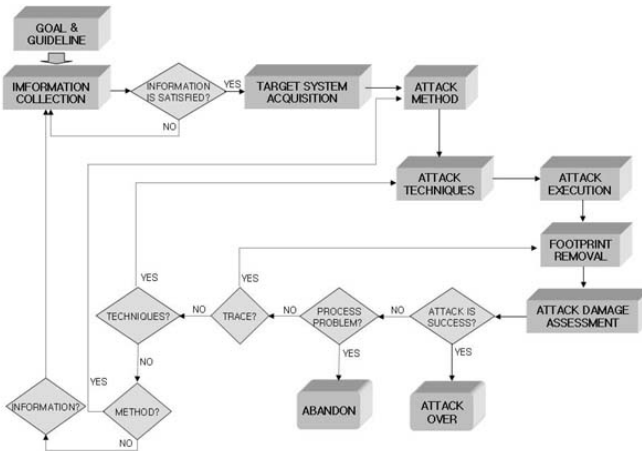 GOAL &
GUIDELINE
IMFORMATION
COLLECTION
INFORMATION
IS SATISFIED?
YES
NO
TARGET SYSTEM
ACQUISITION
ATTACK
METHOD
ATTACK
TECHNIQUES
ATTACK
EXECUTION
FOOTPRINT
REMOVAL
ATTACK DAMAGE
ASSESSMENT
ATTACK IS
SUCCESS?
NO
YES
PROCESS
PROBLEM?
NO
YES
TRACE?
YES
NO
TECHNIQUES?
YES
NO
METHOD?
YES
NO
INFORMATION?
ABANDON
ATTACK
OVER